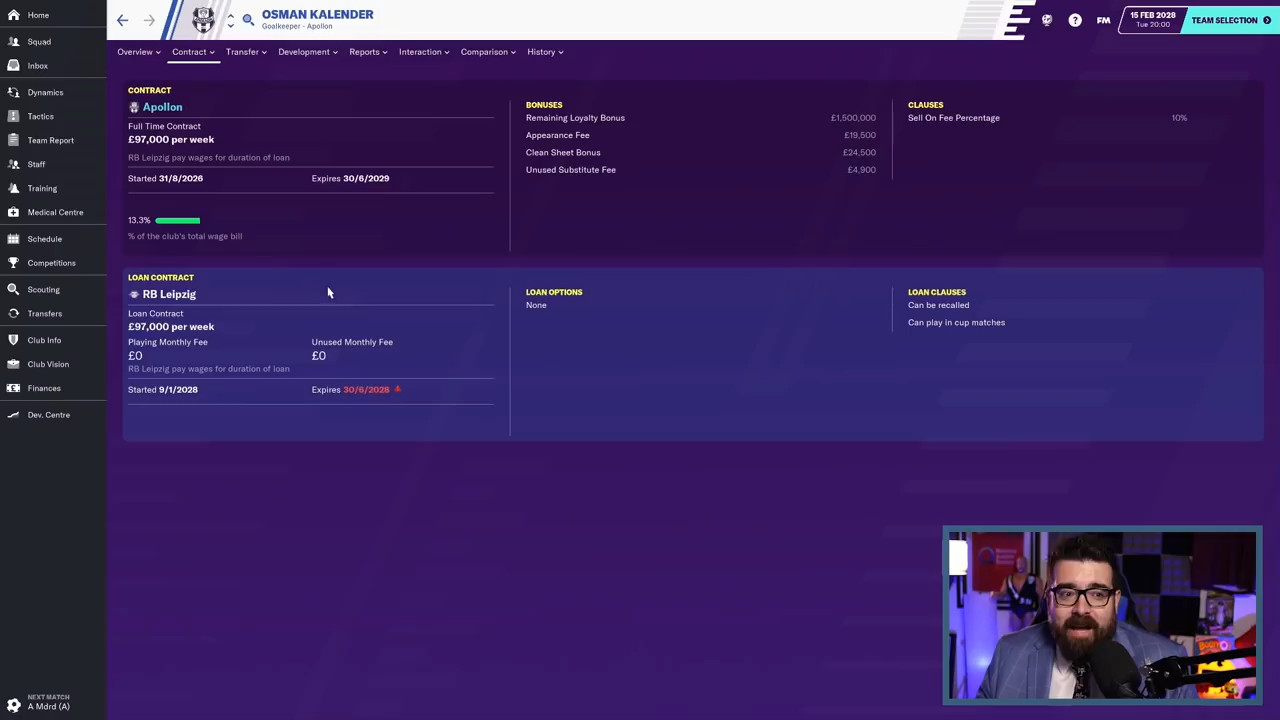 Home
Squad
Inbox
Dynamics
Tactics
Team Report
Staff
Training
Medical Centre
Schedule
Competitions
Scouting
Transfers
Club Info
Club Vision
Finances
Dev. Centre
NEXT MATCH
A Mdrd (A)
OSMAN KALENDER
Goalkeeper - Apollon
FM
15 FEB 2028
Tue 20:00
TEAM SELECTION
Overview
Contract
Transfer
Development
Reports
Interaction
Comparison
History
CONTRACT
Apollon
Full Time Contract
£97,000 per week
RB Leipzig pay wages for duration of loan
Started 31/8/2026 Expires 30/6/2029
13.3%
% of the club's total wage bill
BONUSES
Remaining Loyalty Bonus £1,500,000
Appearance Fee £19,500
Clean Sheet Bonus £24,500
Unused Substitute Fee £4,900
CLAUSES
Sell On Fee Percentage 10%
LOAN CONTRACT
RB Leipzig
Loan Contract
£97,000 per week
Playing Monthly Fee Unused Monthly Fee
£0 £0
RB Leipzig pay wages for duration of loan
Started 9/1/2028 Expires 30/6/2028
LOAN OPTIONS
None
LOAN CLAUSES
Can be recalled
Can play in cup matches